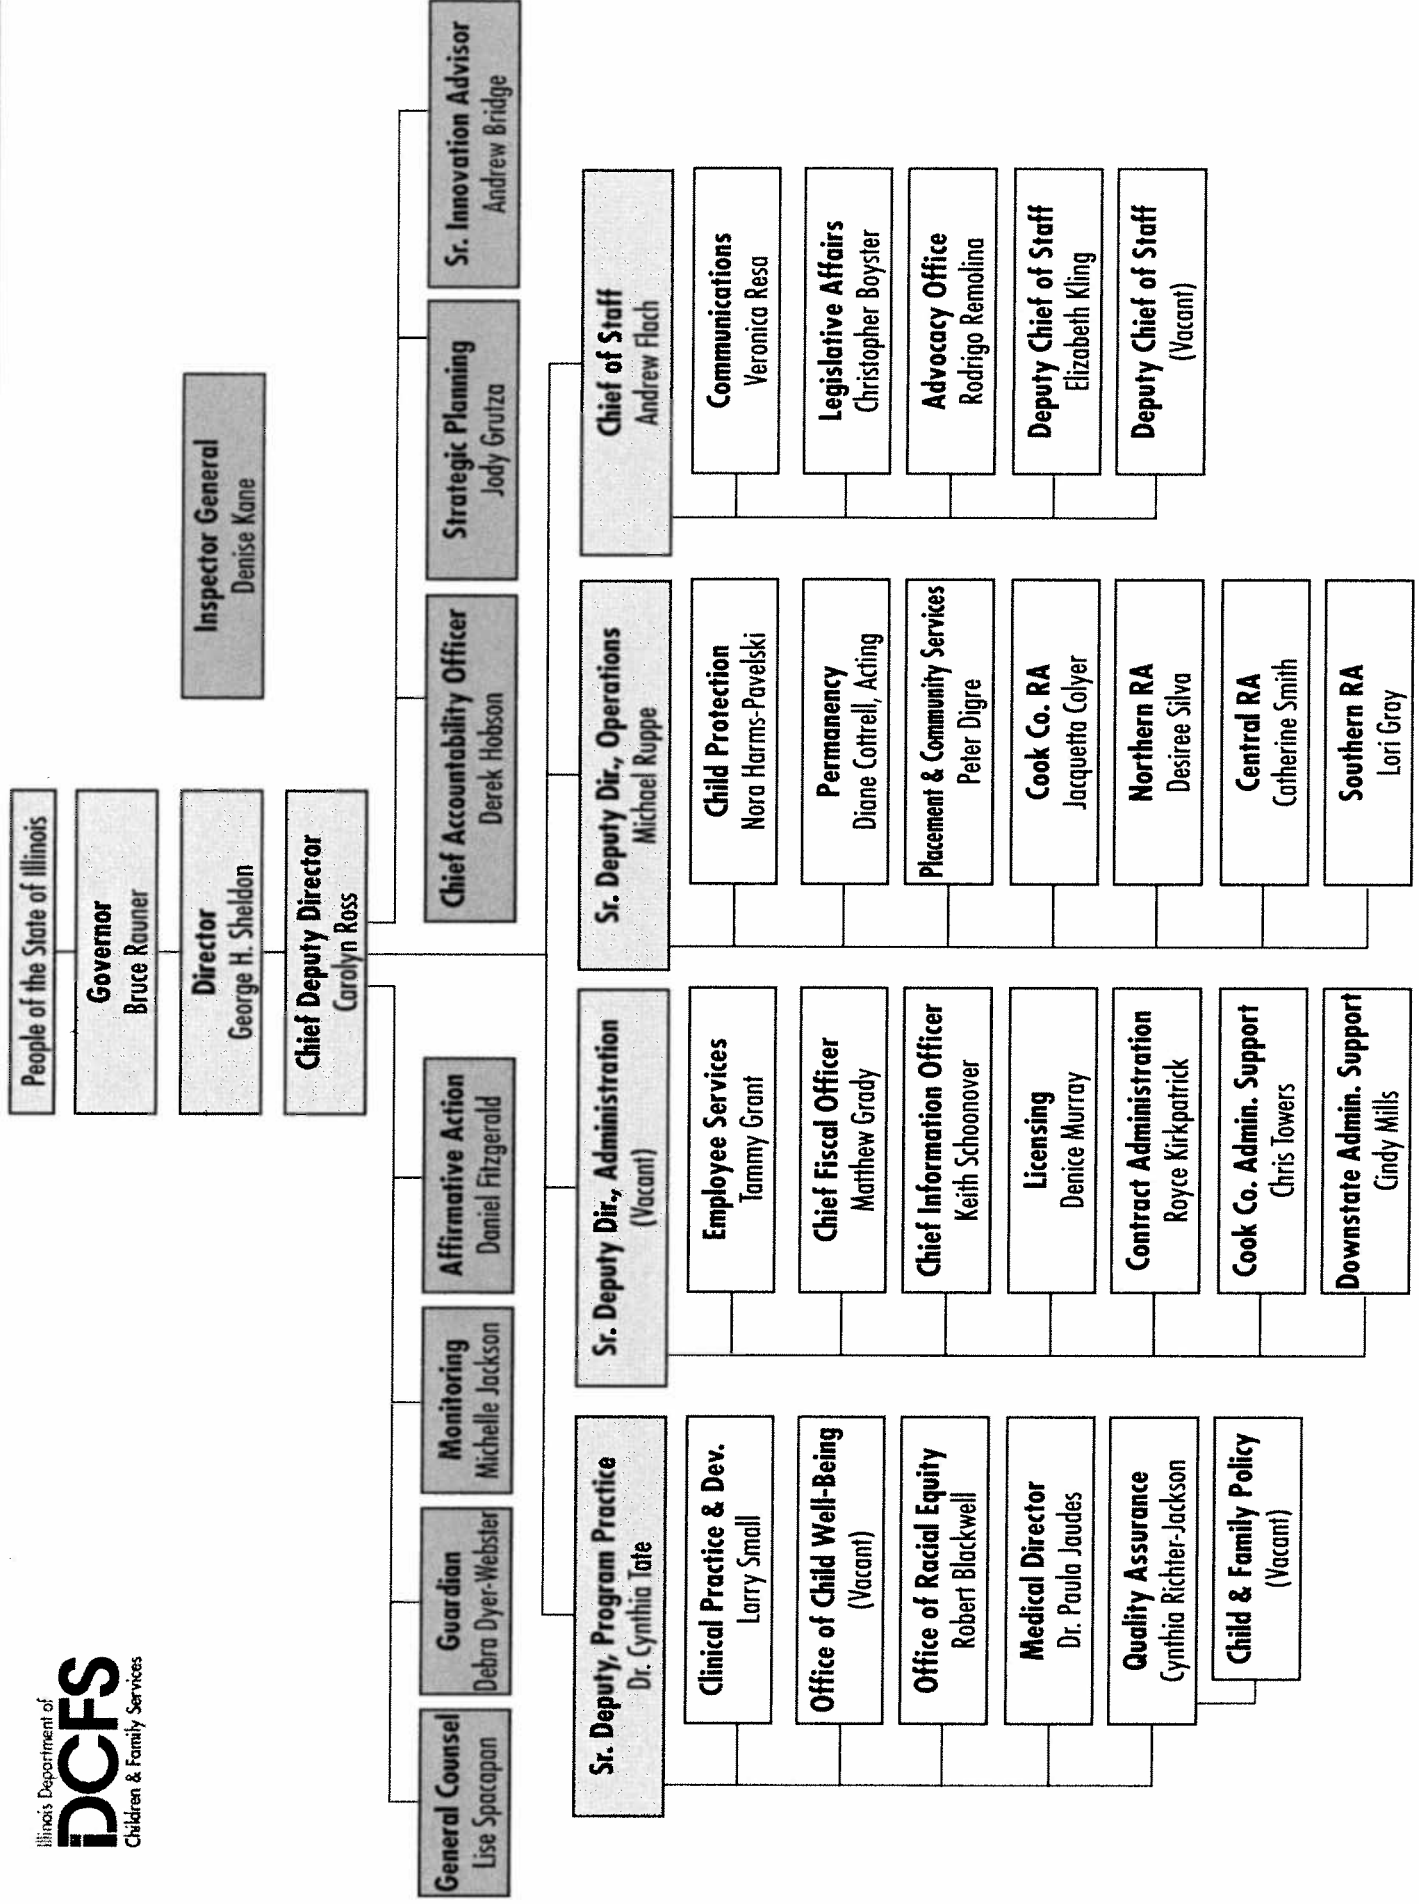 Illinois Department of
DCFS
Children & Family Services
People of the State of Illinois
Governor
Bruce Rauner
Director
George H. Sheldon
Inspector General
Denise Kane
Chief Deputy Director
Carolyn Ross
General Counsel
Lise Spacapan
Guardian
Debra Dyer-Webster
Monitoring
Michelle Jackson
Affirmative Action
Daniel Fitzgerald
Chief Accountability Officer
Derek Hobson
Strategic Planning
Jody Grutza
Sr. Innovation Advisor
Andrew Bridge
Sr. Deputy, Program Practice
Dr. Cynthia Tate
Clinical Practice & Dev.
Larry Small
Office of Child Well-Being
(Vacant)
Office of Racial Equity
Robert Blackwell
Medical Director
Dr. Paula Jaudes
Quality Assurance
Cynthia Richter-Jackson
Child & Family Policy
(Vacant)
Sr. Deputy Dir., Administration
(Vacant)
Employee Services
Tammy Grant
Chief Fiscal Officer
Matthew Grady
Chief Information Officer
Keith Schoonover
Licensing
Denice Murray
Contract Administration
Royce Kirkpatrick
Cook Co. Admin. Support
Chris Towers
Downstate Admin. Support
Cindy Mills
Sr. Deputy Dir., Operations
Michael Ruppe
Child Protection
Nora Harms-Pavelski
Permanency
Diane Cottrell, Acting
Placement & Community Services
Peter Digre
Cook Co. RA
Jacquetta Colyer
Northern RA
Desiree Silva
Central RA
Catherine Smith
Southern RA
Lori Gray
Chief of Staff
Andrew Flach
Communications
Veronica Resa
Legislative Affairs
Christopher Boyster
Advocacy Office
Rodrigo Remolina
Deputy Chief of Staff
Elizabeth Kling
Deputy Chief of Staff
(Vacant)